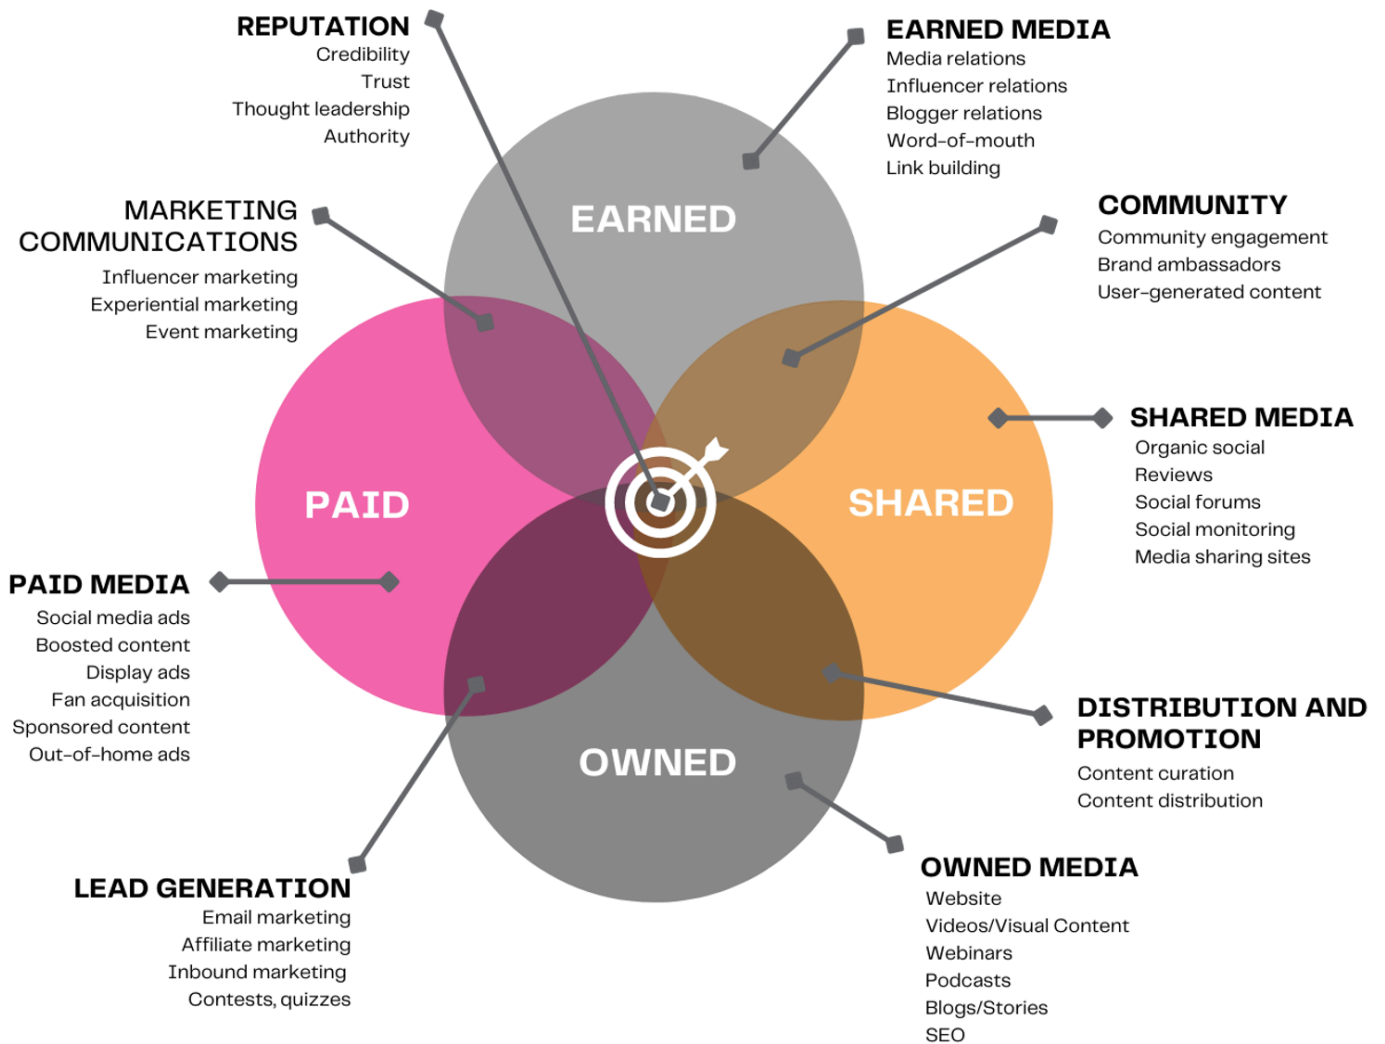 REPUTATION
Credibility
Trust
Thought leadership
Authority
EARNED MEDIA
Media relations
Influencer relations
Blogger relations
Word-of-mouth
Link building
MARKETING
COMMUNICATIONS
Influencer marketing
Experiential marketing
Event marketing
COMMUNITY
Community engagement
Brand ambassadors
User-generated content
EARNED
PAID
SHARED
OWNED
SHARED MEDIA
Organic social
Reviews
Social forums
Social monitoring
Media sharing sites
PAID MEDIA
Social media ads
Boosted content
Display ads
Fan acquisition
Sponsored content
Out-of-home ads
DISTRIBUTION AND
PROMOTION
Content curation
Content distribution
LEAD GENERATION
Email marketing
Affiliate marketing
Inbound marketing
Contests, quizzes
OWNED MEDIA
Website
Videos/Visual Content
Webinars
Podcasts
Blogs/Stories
SEO